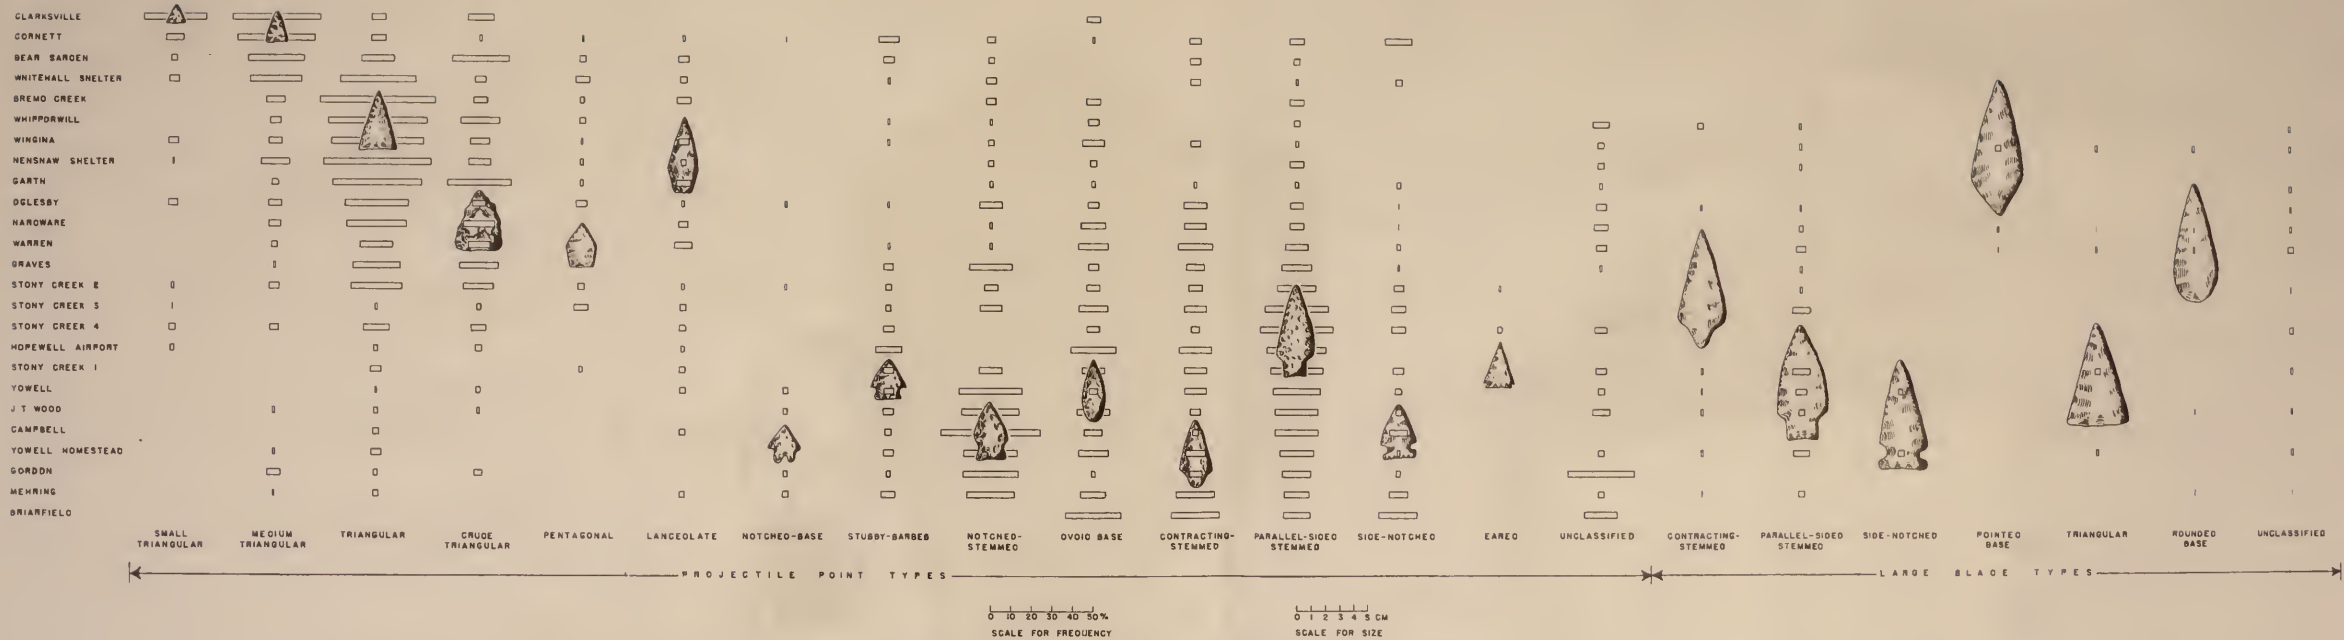 CLARKSVILLE
CORNETT
BEAR GARDEN
WHITEHALL SHELTER
BREMO CREEK
WHIPPORWILL
WINGINA
HENSHAW SHELTER
GARTH
OGLESBY
HARDWARE
WARREN
GRAVES
STONY CREEK 2
STONY CREEK 5
STONY CREEK 4
HOPEWELL AIRPORT
STONY CREEK 1
YOWELL
J T WOOD
CAMPBELL
YOWELL HOMESTEAD
GORDON
MEHRING
BRIARFIELD
SMALL TRIANGULAR
MEDIUM TRIANGULAR
TRIANGULAR
CRUDE TRIANGULAR
PENTAGONAL
LANCEOLATE
NOTCHED-BASE
STUBBY-BARBED
NOTCHED-STEMMED
OVOID BASE
CONTRACTING-STEMMED
PARALLEL-SIDED STEMMED
SIDE-NOTCHED
EARED
UNCLASSIFIED
CONTRACTING-STEMMED
PARALLEL-SIDED STEMMED
SIDE-NOTCHED
POINTED BASE
TRIANGULAR
ROUNDED BASE
UNCLASSIFIED
PROJECTILE POINT TYPES
LARGE BLADE TYPES
0 10 20 30 40 50%
SCALE FOR FREQUENCY
0 1 2 3 4 5 CM
SCALE FOR SIZE